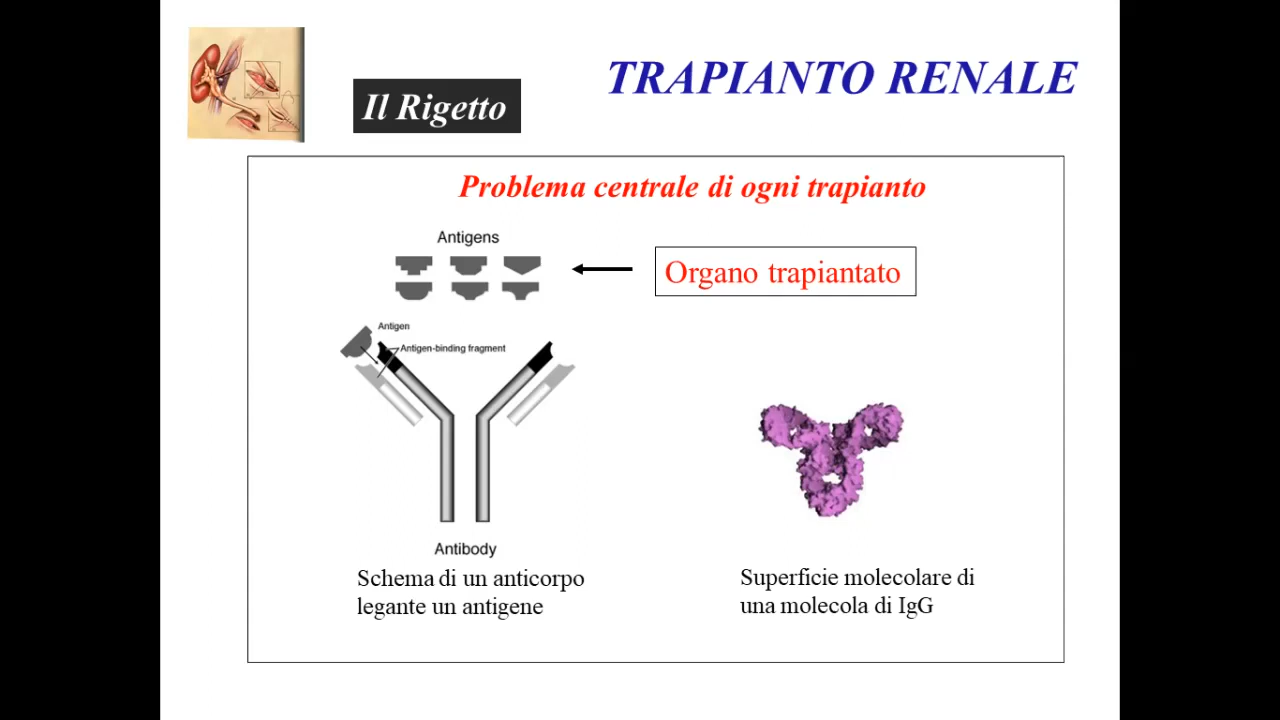 TRAPIANTO RENALE
Il Rigetto
Problema centrale di ogni trapianto
Antigens
Organo trapiantato
Antigen
Antigen-binding fragment
Antibody
Schema di un anticorpo
legante un antigene
Superficie molecolare di
una molecola di IgG